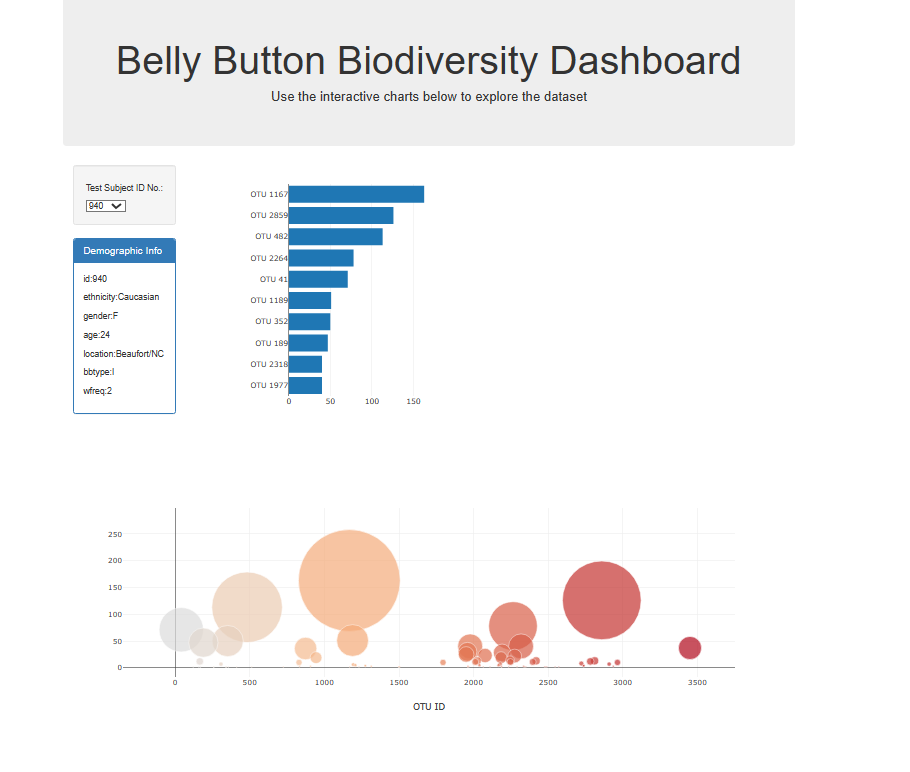 Belly Button Biodiversity Dashboard
Use the interactive charts below to explore the dataset
Test Subject ID No.:
940
Demographic Info
id:940
ethnicity:Caucasian
gender:F
age:24
location:Beaufort/NC
bbtype:I
wfreq:2
OTU 1167
OTU 2859
OTU 482
OTU 2264
OTU 41
OTU 1189
OTU 352
OTU 189
OTU 2318
OTU 1977
0 50 100 150
250
200
150
100
50
0
0 500 1000 1500 2000 2500 3000 3500
OTU ID